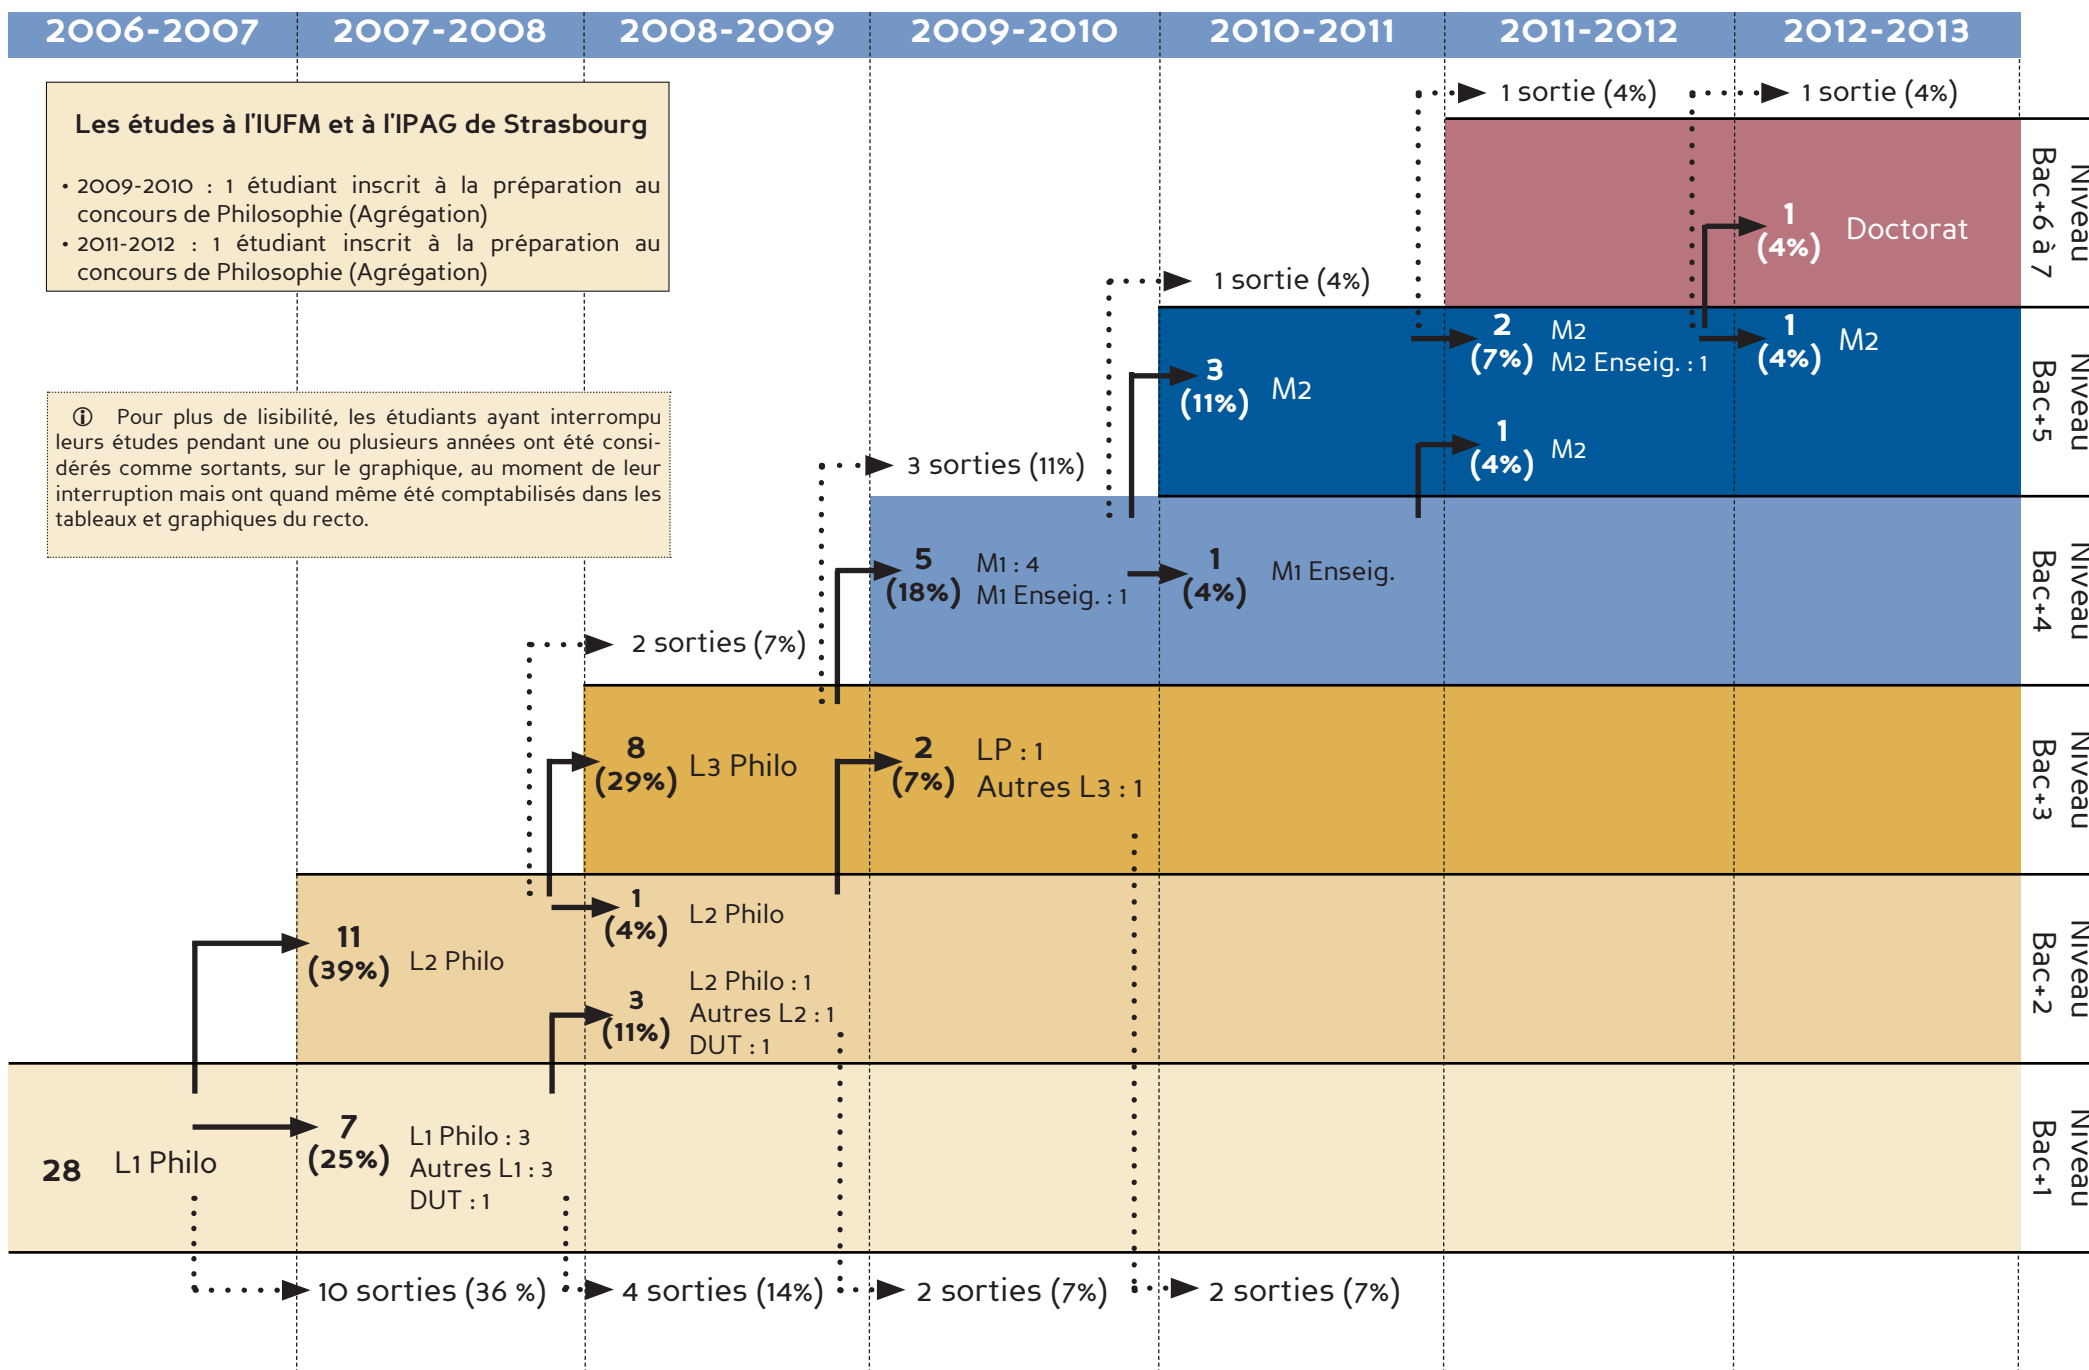 2006-2007 2007-2008 2008-2009 2009-2010 2010-2011 2011-2012 2012-2013
Les études à l'IUFM et à l'IPAG de Strasbourg
• 2009-2010 : 1 étudiant inscrit à la préparation au
concours de Philosophie (Agrégation)
• 2011-2012 : 1 étudiant inscrit à la préparation au
concours de Philosophie (Agrégation)
ⓘ Pour plus de lisibilité, les étudiants ayant interrompu
leurs études pendant une ou plusieurs années ont été consi-
dérés comme sortants, sur le graphique, au moment de leur
interruption mais ont quand même été comptabilisés dans les
tableaux et graphiques du recto.
1 sortie (4%)
1 sortie (4%)
1
(4%)
Doctorat
Niveau
Bac+6 à 7
1 sortie (4%)
3
(11%)
M2
2
(7%)
M2
M2 Enseig. : 1
1
(4%)
M2
1
(4%)
M2
Niveau
Bac+5
3 sorties (11%)
5
(18%)
M1 : 4
M1 Enseig. : 1
1
(4%)
M1 Enseig.
Niveau
Bac+4
2 sorties (7%)
8
(29%)
L3 Philo
2
(7%)
LP : 1
Autres L3 : 1
Niveau
Bac+3
11
(39%)
L2 Philo
1
(4%)
L2 Philo
3
(11%)
L2 Philo : 1
Autres L2 : 1
DUT : 1
Niveau
Bac+2
28
L1 Philo
7
(25%)
L1 Philo : 3
Autres L1 : 3
DUT : 1
Niveau
Bac+1
10 sorties (36 %)
4 sorties (14%)
2 sorties (7%)
2 sorties (7%)